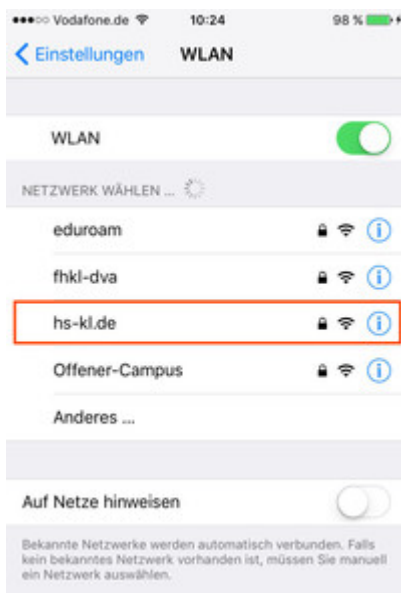 Vodafone.de 10:24 98 %
Einstellungen WLAN
WLAN
NETZWERK WÄHLEN ...
eduroam
fhkl-dva
hs-kl.de
Offener-Campus
Anderes ...
Auf Netze hinweisen
Bekannte Netzwerke werden automatisch verbunden. Falls
kein bekanntes Netzwerk vorhanden ist, müssen Sie manuell
ein Netzwerk auswählen.